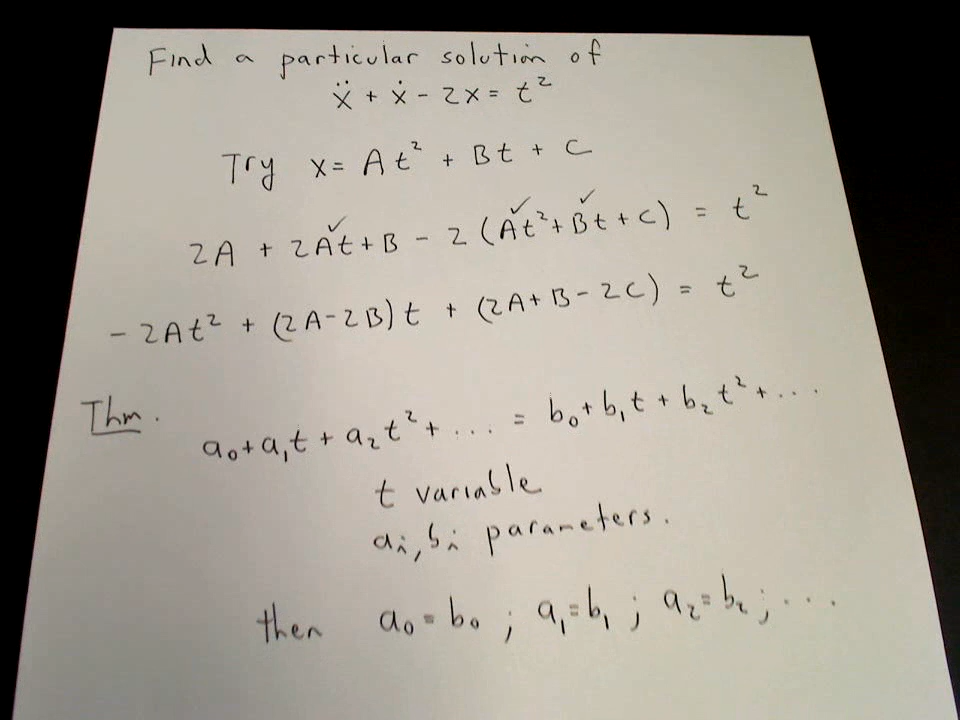 Find a particular solution of
ẍ + ẋ - 2x = t²
Try x = At² + Bt + C
2A + 2At + B - 2 (At² + Bt + C) = t²
- 2At² + (2A - 2B)t + (2A + B - 2C) = t²
Thm.
a₀ + a₁t + a₂t² + ... = b₀ + b₁t + b₂t² + ...
t variable
aᵢ, bᵢ parameters.
then a₀ = b₀ ; a₁ = b₁ ; a₂ = b₂ ; ...